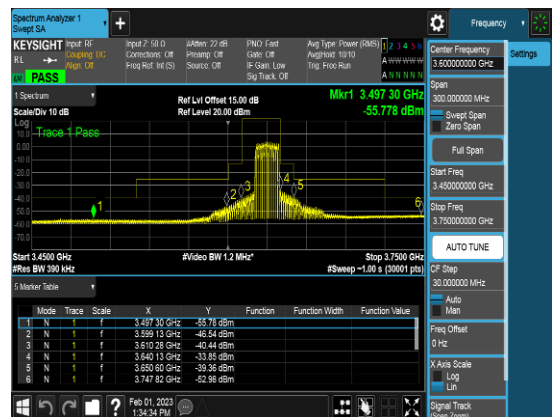 Spectrum Analyzer 1
Swept SA
Frequency
KEYSIGHT
Input: RF
Coupling: DC
Align: Off
Input Z: 50 Ω
Corrections: Off
Freq Ref: Int (S)
#Atten: 22 dB
Preamp: Off
Source: Off
PNO: Fast
Gate: Off
IF Gain: Low
Sig Track: Off
Avg Type: Power (RMS)
Avg|Hold: 10/10
Trig: Free Run
1 2 3 4 5 6
A W W W W W
A N N N N N
RL
PASS
Center Frequency
3.600000000 GHz
Settings
Span
300.000000 MHz
Swept Span
Zero Span
Full Span
Start Freq
3.450000000 GHz
Stop Freq
3.750000000 GHz
AUTO TUNE
CF Step
30.000000 MHz
Auto
Man
Freq Offset
0 Hz
X Axis Scale
Log
Lin
Signal Track
(Span Zoom)
1 Spectrum
Scale/Div 10 dB
Ref Lvl Offset 15.00 dB
Ref Level 20.00 dBm
Mkr1 3.497 30 GHz
-55.778 dBm
Log
Trace 1 Pass
10.0
0.00
-10.0
-20.0
-30.0
-40.0
-50.0
-60.0
-70.0
1
2
3
4
5
6
Start 3.4500 GHz
#Video BW 1.2 MHz*
Stop 3.7500 GHz
#Res BW 390 kHz
#Sweep ~1.00 s (30001 pts)
5 Marker Table
Mode Trace Scale X Y Function Function Width Function Value
1 N 1 f 3.497 30 GHz -55.78 dBm
2 N 1 f 3.599 13 GHz -46.54 dBm
3 N 1 f 3.610 28 GHz -40.44 dBm
4 N 1 f 3.640 13 GHz -33.85 dBm
5 N 1 f 3.650 60 GHz -39.36 dBm
6 N 1 f 3.747 82 GHz -52.98 dBm
Feb 01, 2023
1:34:34 PM